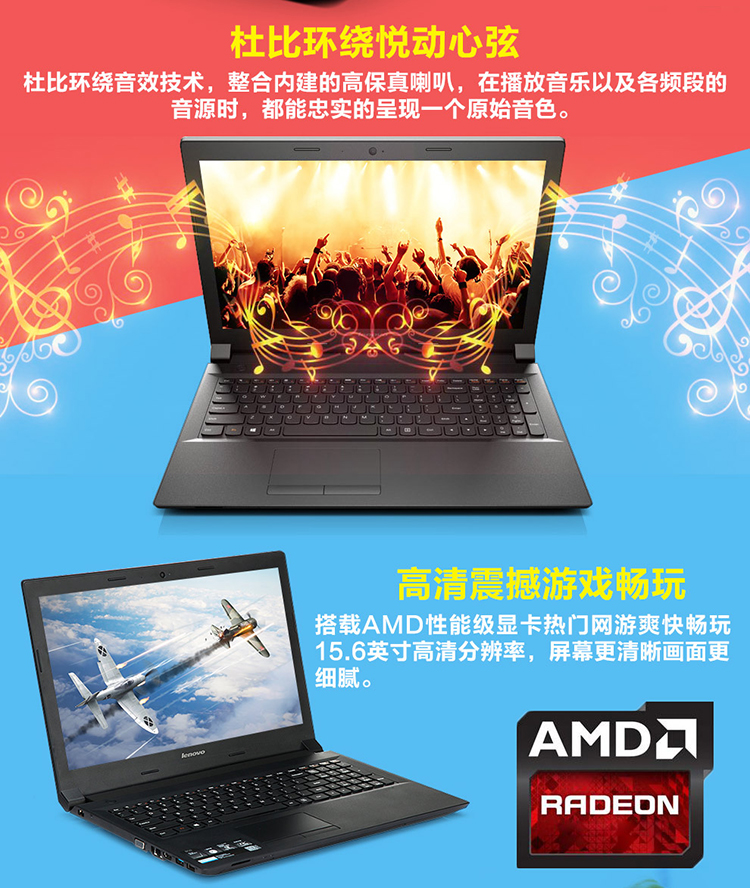 杜比环绕悦动心弦
杜比环绕音效技术，整合内建的高保真喇叭，在播放音乐以及各频段的
音源时，都能忠实的呈现一个原始音色。
高清震撼游戏畅玩
搭载AMD性能级显卡热门网游爽快畅玩
15.6英寸高清分辨率，屏幕更清晰画面更
细腻。
lenovo
AMD
RADEON